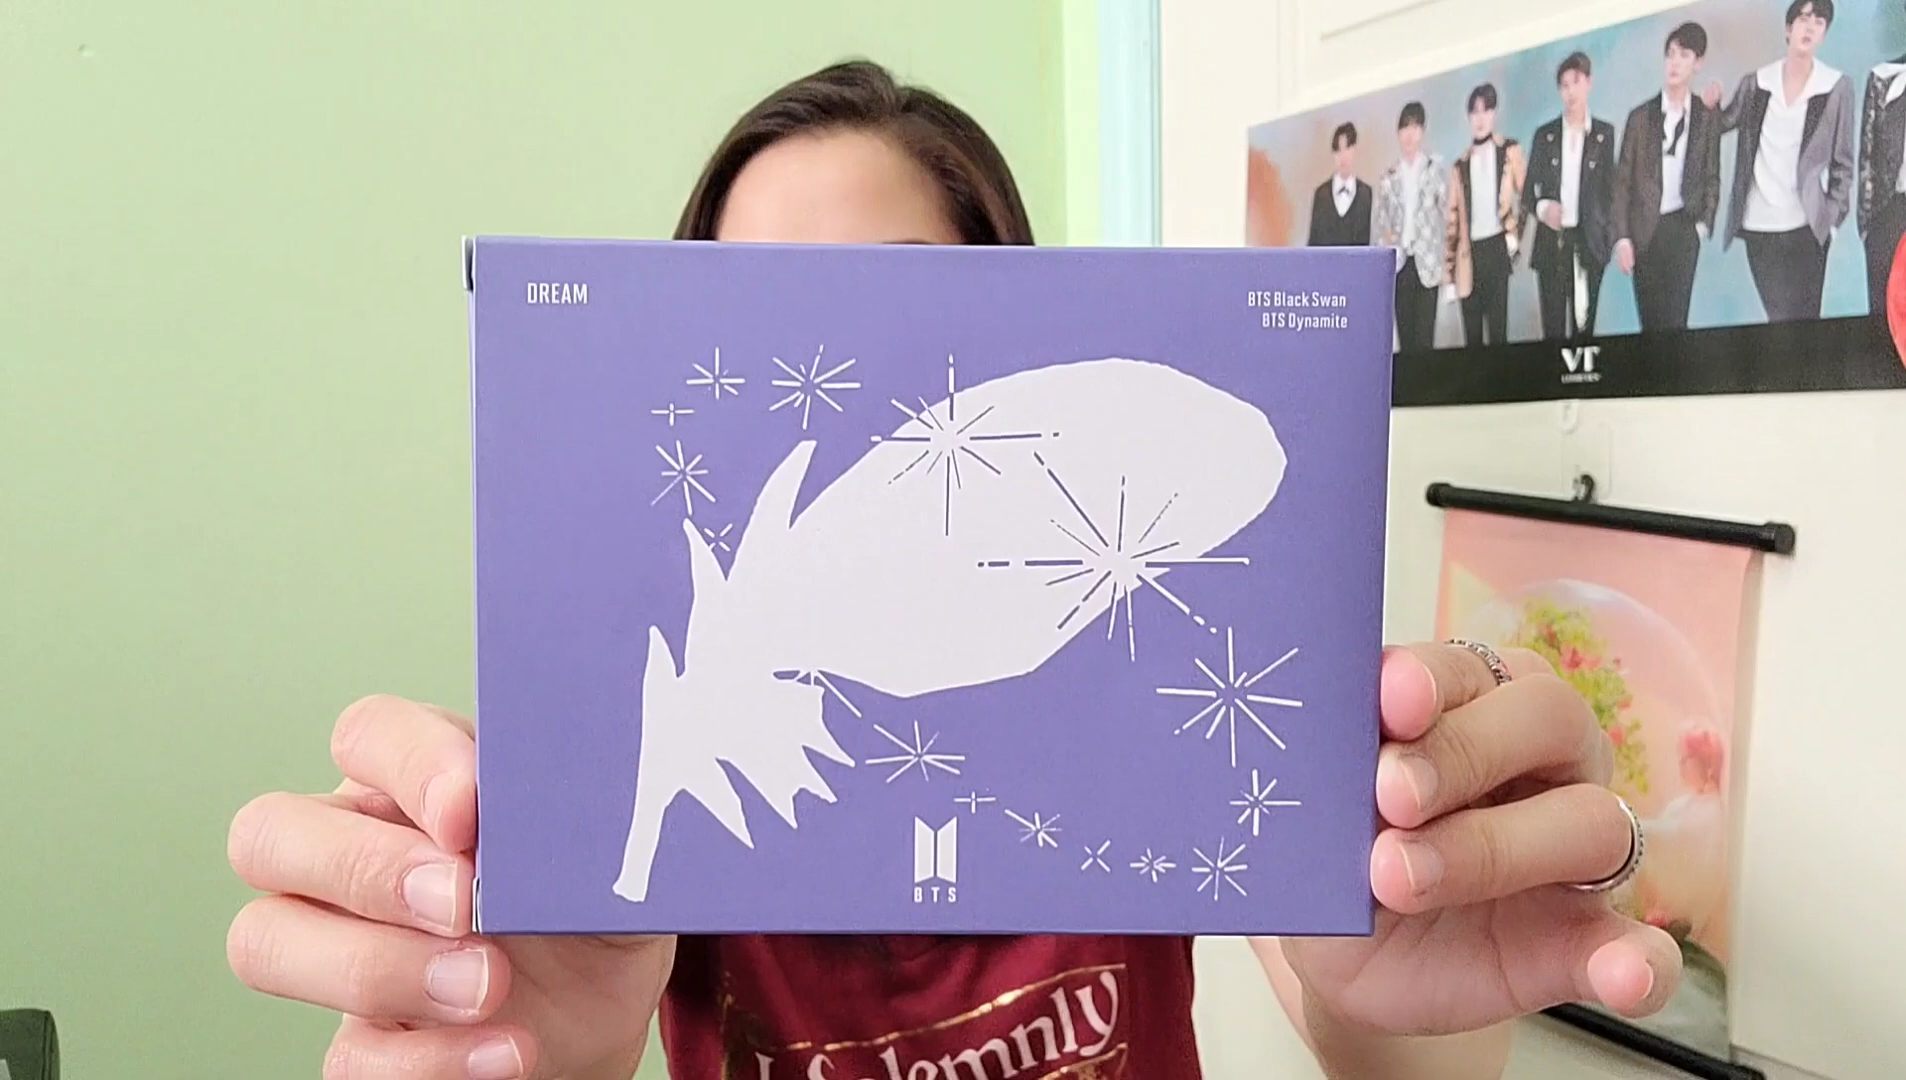 DREAM
BTS Black Swan
BTS Dynamite
BTS
VT
Solemnly